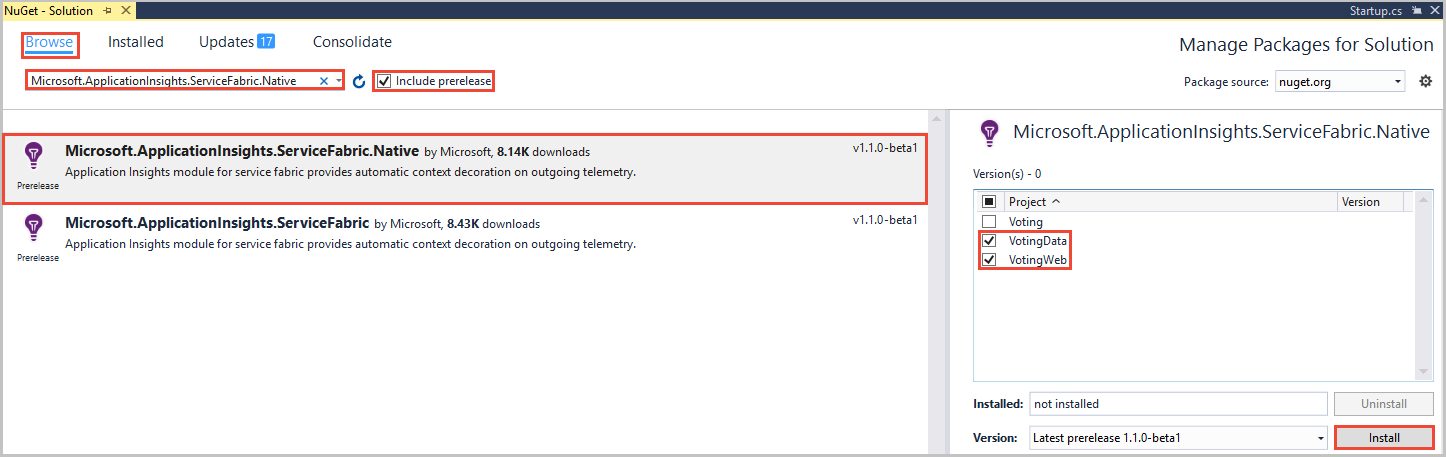 NuGet - Solution
Startup.cs
Browse Installed Updates 17 Consolidate
Manage Packages for Solution
Microsoft.ApplicationInsights.ServiceFabric.Native
Include prerelease
Package source: nuget.org
Microsoft.ApplicationInsights.ServiceFabric.Native by Microsoft, 8.14K downloads v1.1.0-beta1
Application Insights module for service fabric provides automatic context decoration on outgoing telemetry.
Prerelease
Microsoft.ApplicationInsights.ServiceFabric by Microsoft, 8.43K downloads v1.1.0-beta1
Application Insights module for service fabric provides automatic context decoration on outgoing telemetry.
Prerelease
Microsoft.ApplicationInsights.ServiceFabric.Native
Version(s) - 0
Project Version
Voting
VotingData
VotingWeb
Installed: not installed Uninstall
Version: Latest prerelease 1.1.0-beta1 Install